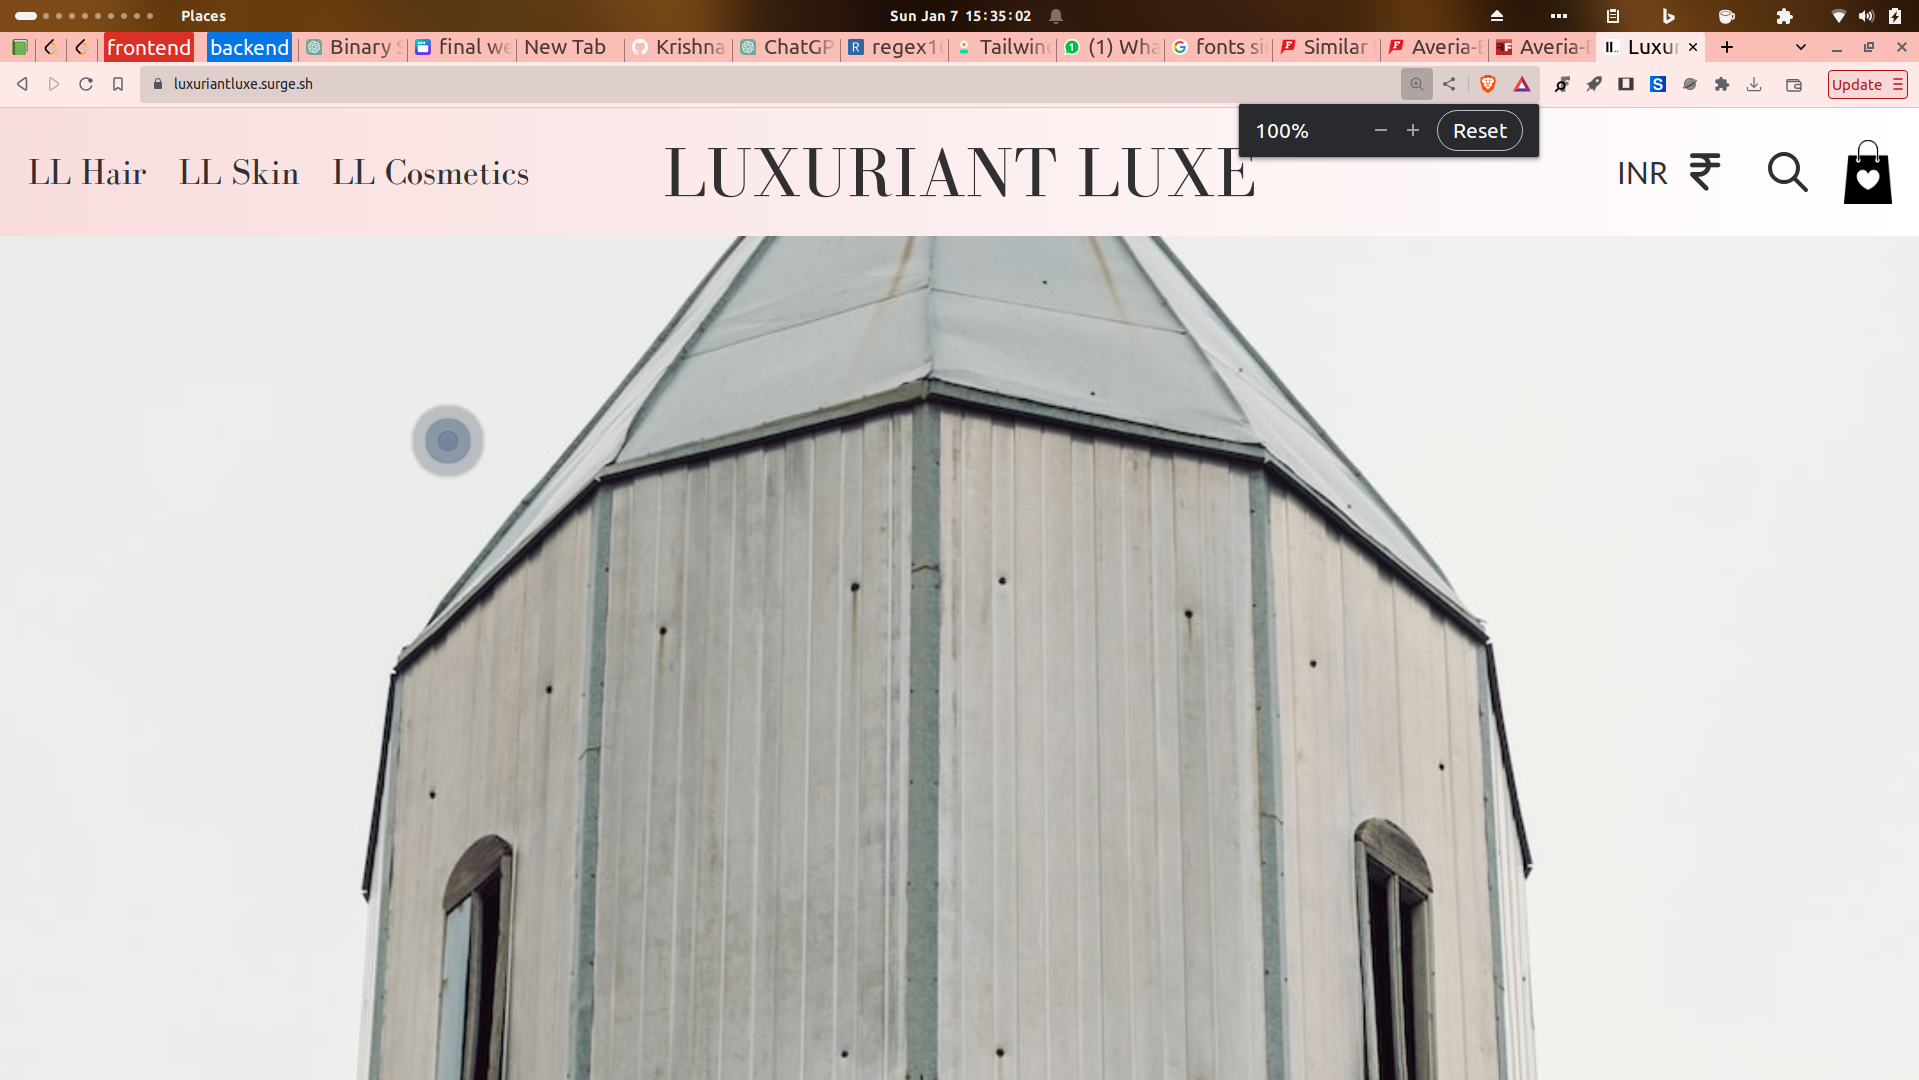 Places
Sun Jan 7 15:35:02
frontend
backend
Binary
final we
New Tab
Krishna
ChatGP
regex1
Tailwin
(1) Wha
fonts si
Similar
Averia-
Averia-
Luxur
luxuriantluxe.surge.sh
Update
100%
Reset
LL Hair
LL Skin
LL Cosmetics
LUXURIANT LUXE
INR ₹